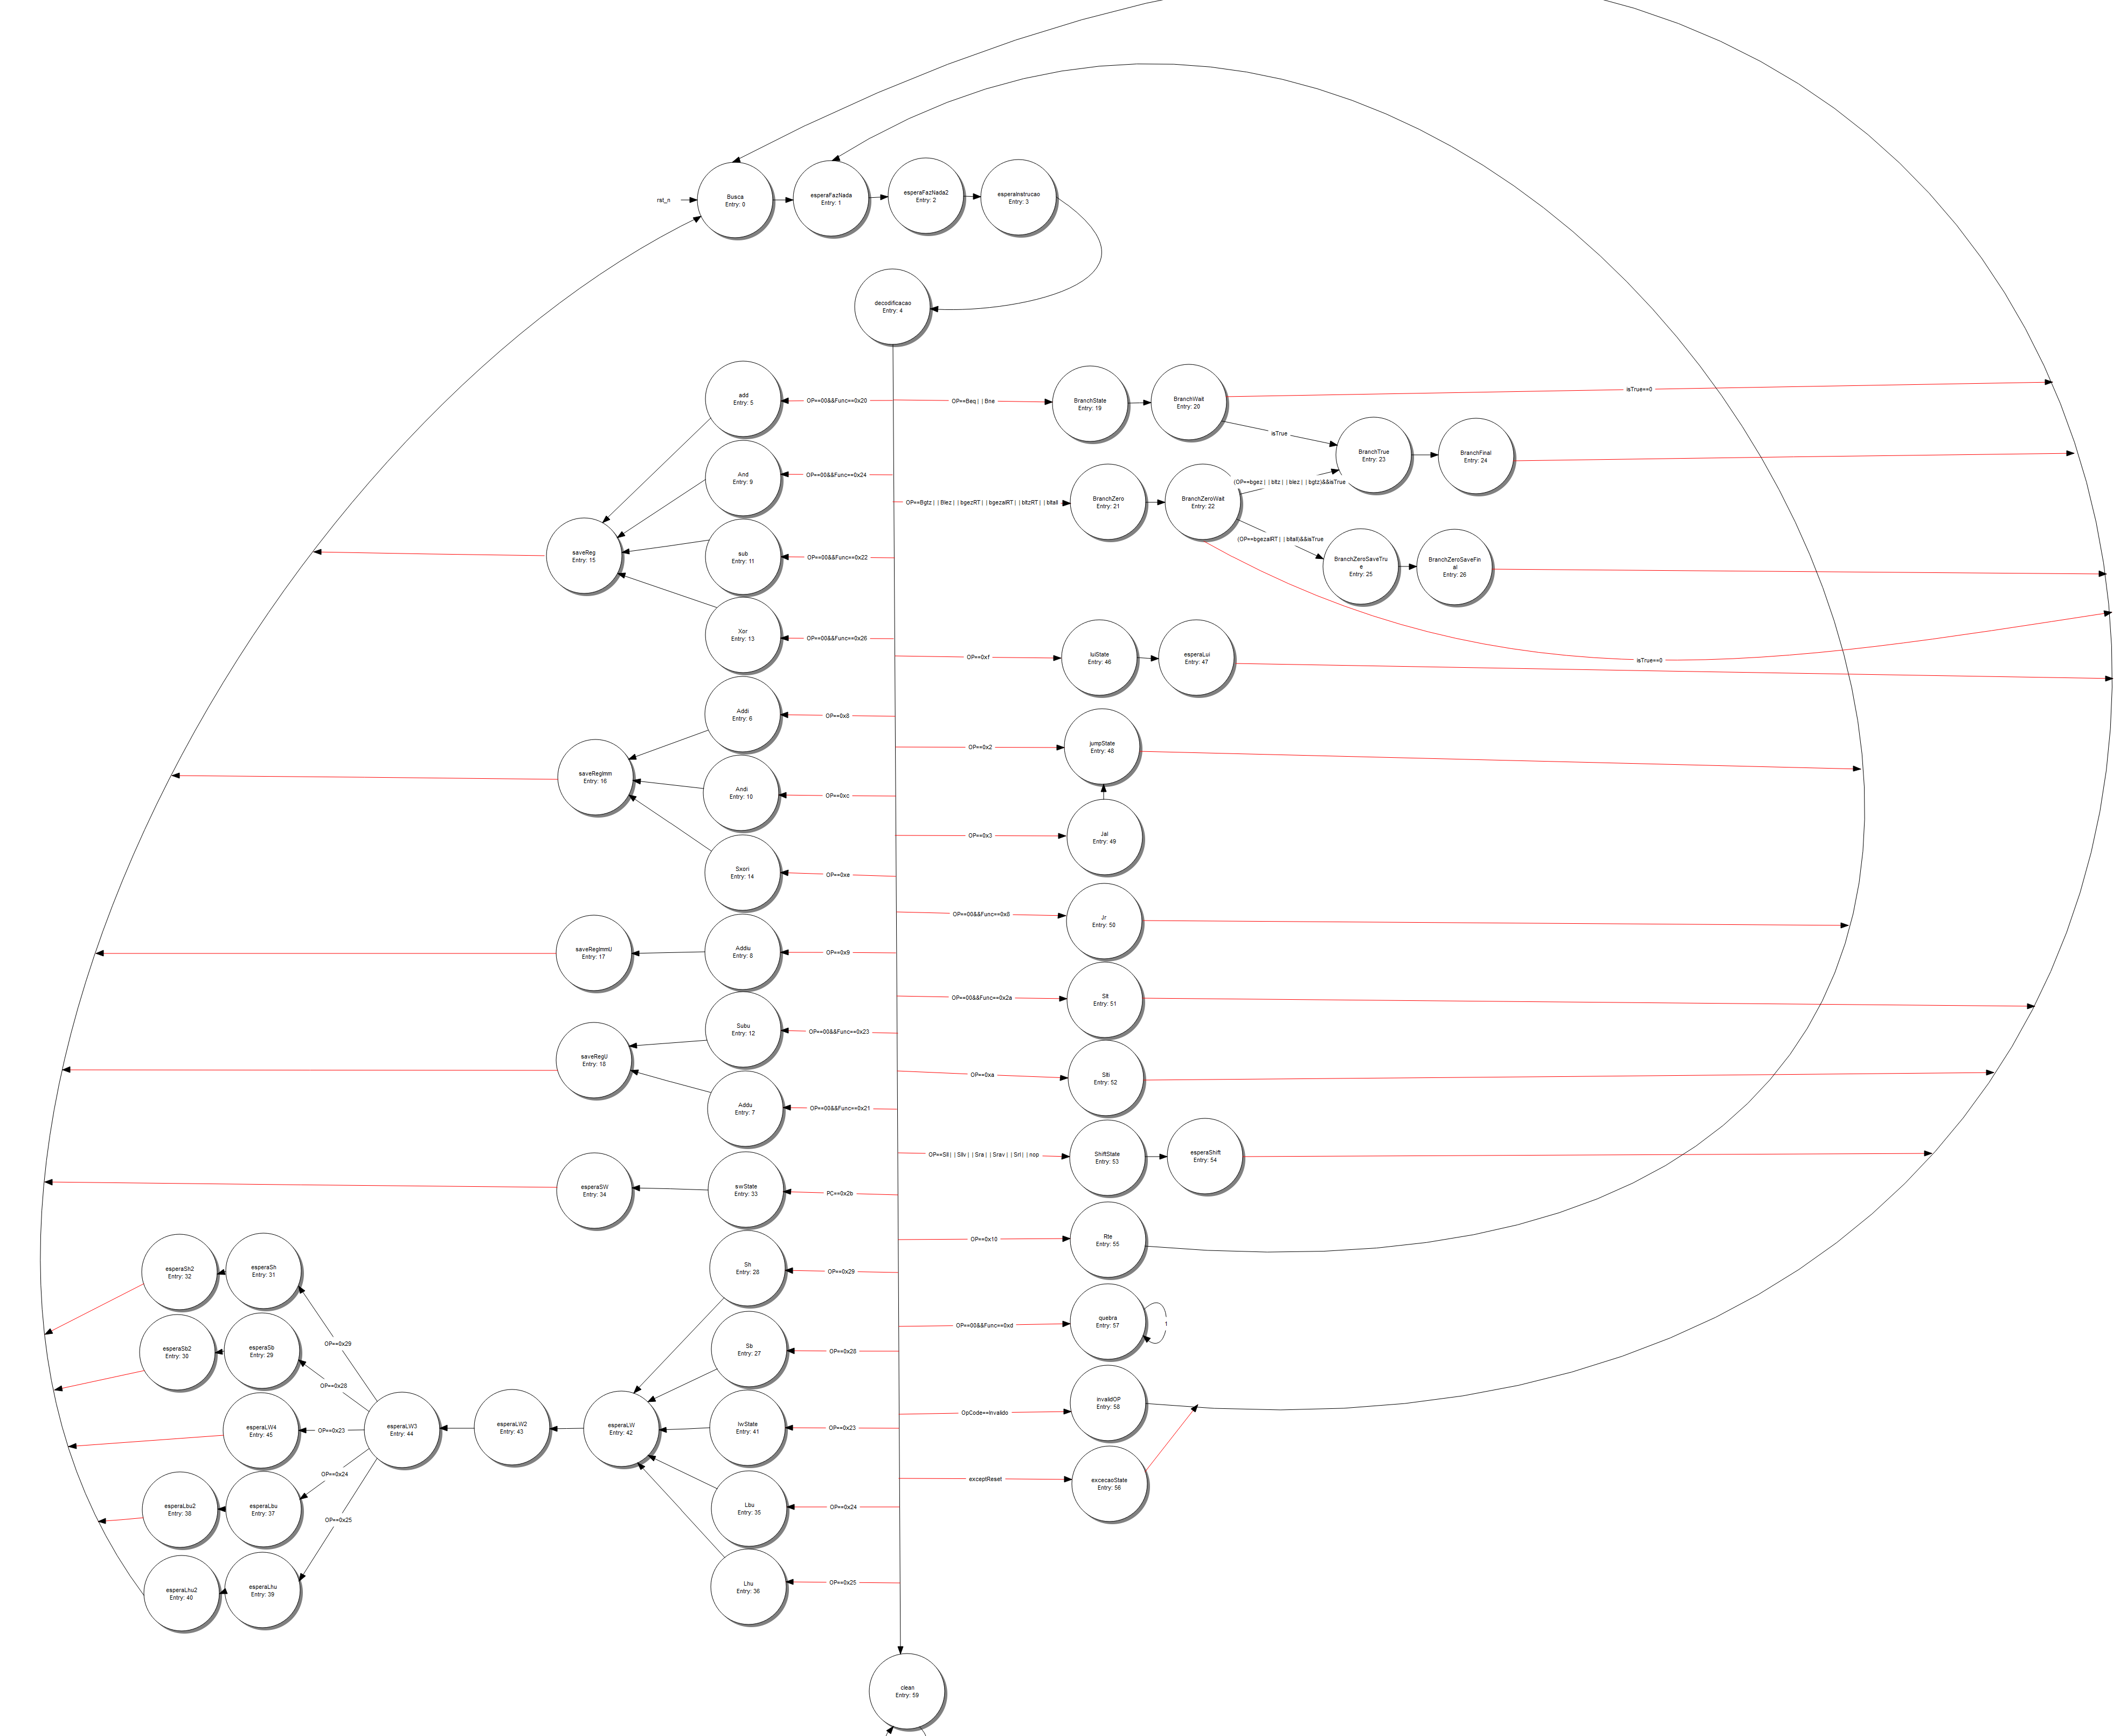 rst_n
Busca
Entry: 0
esperaFazNada
Entry: 1
esperaFazNada2
Entry: 2
esperaInstrucao
Entry: 3
decodificacao
Entry: 4
add
Entry: 5
OP==00&&Func==0x20
OP==Beq||Bne
BranchState
Entry: 19
BranchWait
Entry: 20
isTrue==0
isTrue
BranchTrue
Entry: 23
BranchFinal
Entry: 24
And
Entry: 9
OP==00&&Func==0x24
OP==Bgtz||Blez||bgezRT||bgezalRT||bltzRT||bltall
BranchZero
Entry: 21
BranchZeroWait
Entry: 22
(OP==bgez||bltz||blez||bgtz)&&isTrue
(OP==bgezalRT||bltall)&&isTrue
BranchZeroSaveTru
e
Entry: 25
BranchZeroSaveFin
al
Entry: 26
isTrue==0
saveReg
Entry: 15
sub
Entry: 11
OP==00&&Func==0x22
Xor
Entry: 13
OP==00&&Func==0x26
OP==0xf
luiState
Entry: 46
esperaLui
Entry: 47
Addi
Entry: 6
OP==0x8
OP==0x2
jumpState
Entry: 48
saveRegImm
Entry: 16
Andi
Entry: 10
OP==0xc
OP==0x3
Jal
Entry: 49
Sxori
Entry: 14
OP==0xe
OP==00&&Func==0x8
Jr
Entry: 50
saveRegImmU
Entry: 17
Addiu
Entry: 8
OP==0x9
OP==00&&Func==0x2a
Slt
Entry: 51
saveRegU
Entry: 18
Subu
Entry: 12
OP==00&&Func==0x23
OP==0xa
Slti
Entry: 52
Addu
Entry: 7
OP==00&&Func==0x21
OP==Sll||Sllv||Sra||Srav||Srl||nop
ShiftState
Entry: 53
esperaShift
Entry: 54
esperaSW
Entry: 34
swState
Entry: 33
PC==0x2b
OP==0x10
Rte
Entry: 55
esperaSh2
Entry: 32
esperaSh
Entry: 31
Sh
Entry: 28
OP==0x29
OP==00&&Func==0xd
quebra
Entry: 57
1
OP==0x29
esperaSb2
Entry: 30
esperaSb
Entry: 29
OP==0x28
Sb
Entry: 27
OP==0x28
OpCode==Invalido
invalidOP
Entry: 58
esperaLW4
Entry: 45
OP==0x23
esperaLW3
Entry: 44
esperaLW2
Entry: 43
esperaLW
Entry: 42
lwState
Entry: 41
OP==0x23
exceptReset
excecaoState
Entry: 56
OP==0x24
esperaLbu2
Entry: 38
esperaLbu
Entry: 37
OP==0x25
Lbu
Entry: 35
OP==0x24
esperaLhu2
Entry: 40
esperaLhu
Entry: 39
Lhu
Entry: 36
OP==0x25
clean
Entry: 59